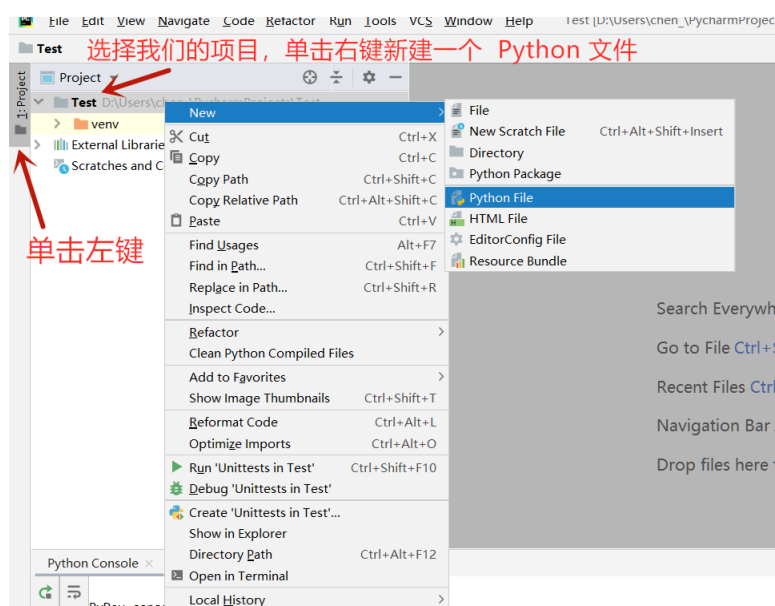 File Edit View Navigate Code Refactor Run Tools VCS Window Help Test [D:\Users\chen_\PycharmProjec
Test
选择我们的项目，单击右键新建一个 Python 文件
1: Project
Project
Test D:\Users\chen_\PycharmProjects\Test
venv
External Librarie
Scratches and C
单击左键
New
Cut Ctrl+X
Copy Ctrl+C
Copy Path Ctrl+Shift+C
Copy Relative Path Ctrl+Alt+Shift+C
Paste Ctrl+V
Find Usages Alt+F7
Find in Path... Ctrl+Shift+F
Replace in Path... Ctrl+Shift+R
Inspect Code...
Refactor
Clean Python Compiled Files
Add to Favorites
Show Image Thumbnails Ctrl+Shift+T
Reformat Code Ctrl+Alt+L
Optimize Imports Ctrl+Alt+O
Run 'Unittests in Test' Ctrl+Shift+F10
Debug 'Unittests in Test'
Create 'Unittests in Test'...
Show in Explorer
Directory Path Ctrl+Alt+F12
Open in Terminal
Local History
File
New Scratch File Ctrl+Alt+Shift+Insert
Directory
Python Package
Python File
HTML File
EditorConfig File
Resource Bundle
Search Everywh
Go to File Ctrl+S
Recent Files Ctrl
Navigation Bar
Drop files here
Python Console